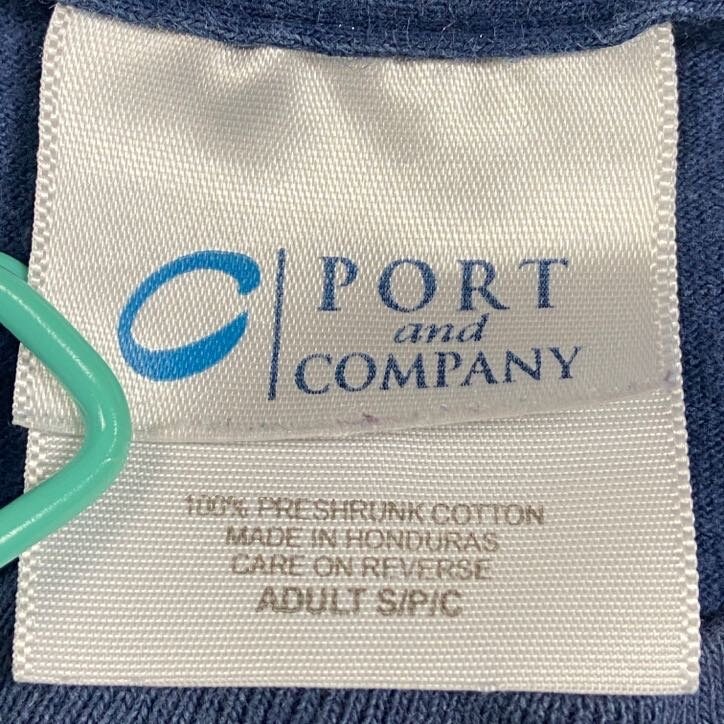 PORT
and
COMPANY
100% PRESHRUNK COTTON
MADE IN HONDURAS
CARE ON REVERSE
ADULT S/P/C